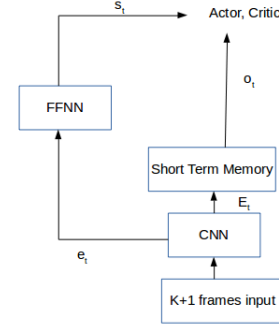 s_t
Actor, Critic
FFNN
o_t
Short Term Memory
E_t
CNN
e_t
K+1 frames input